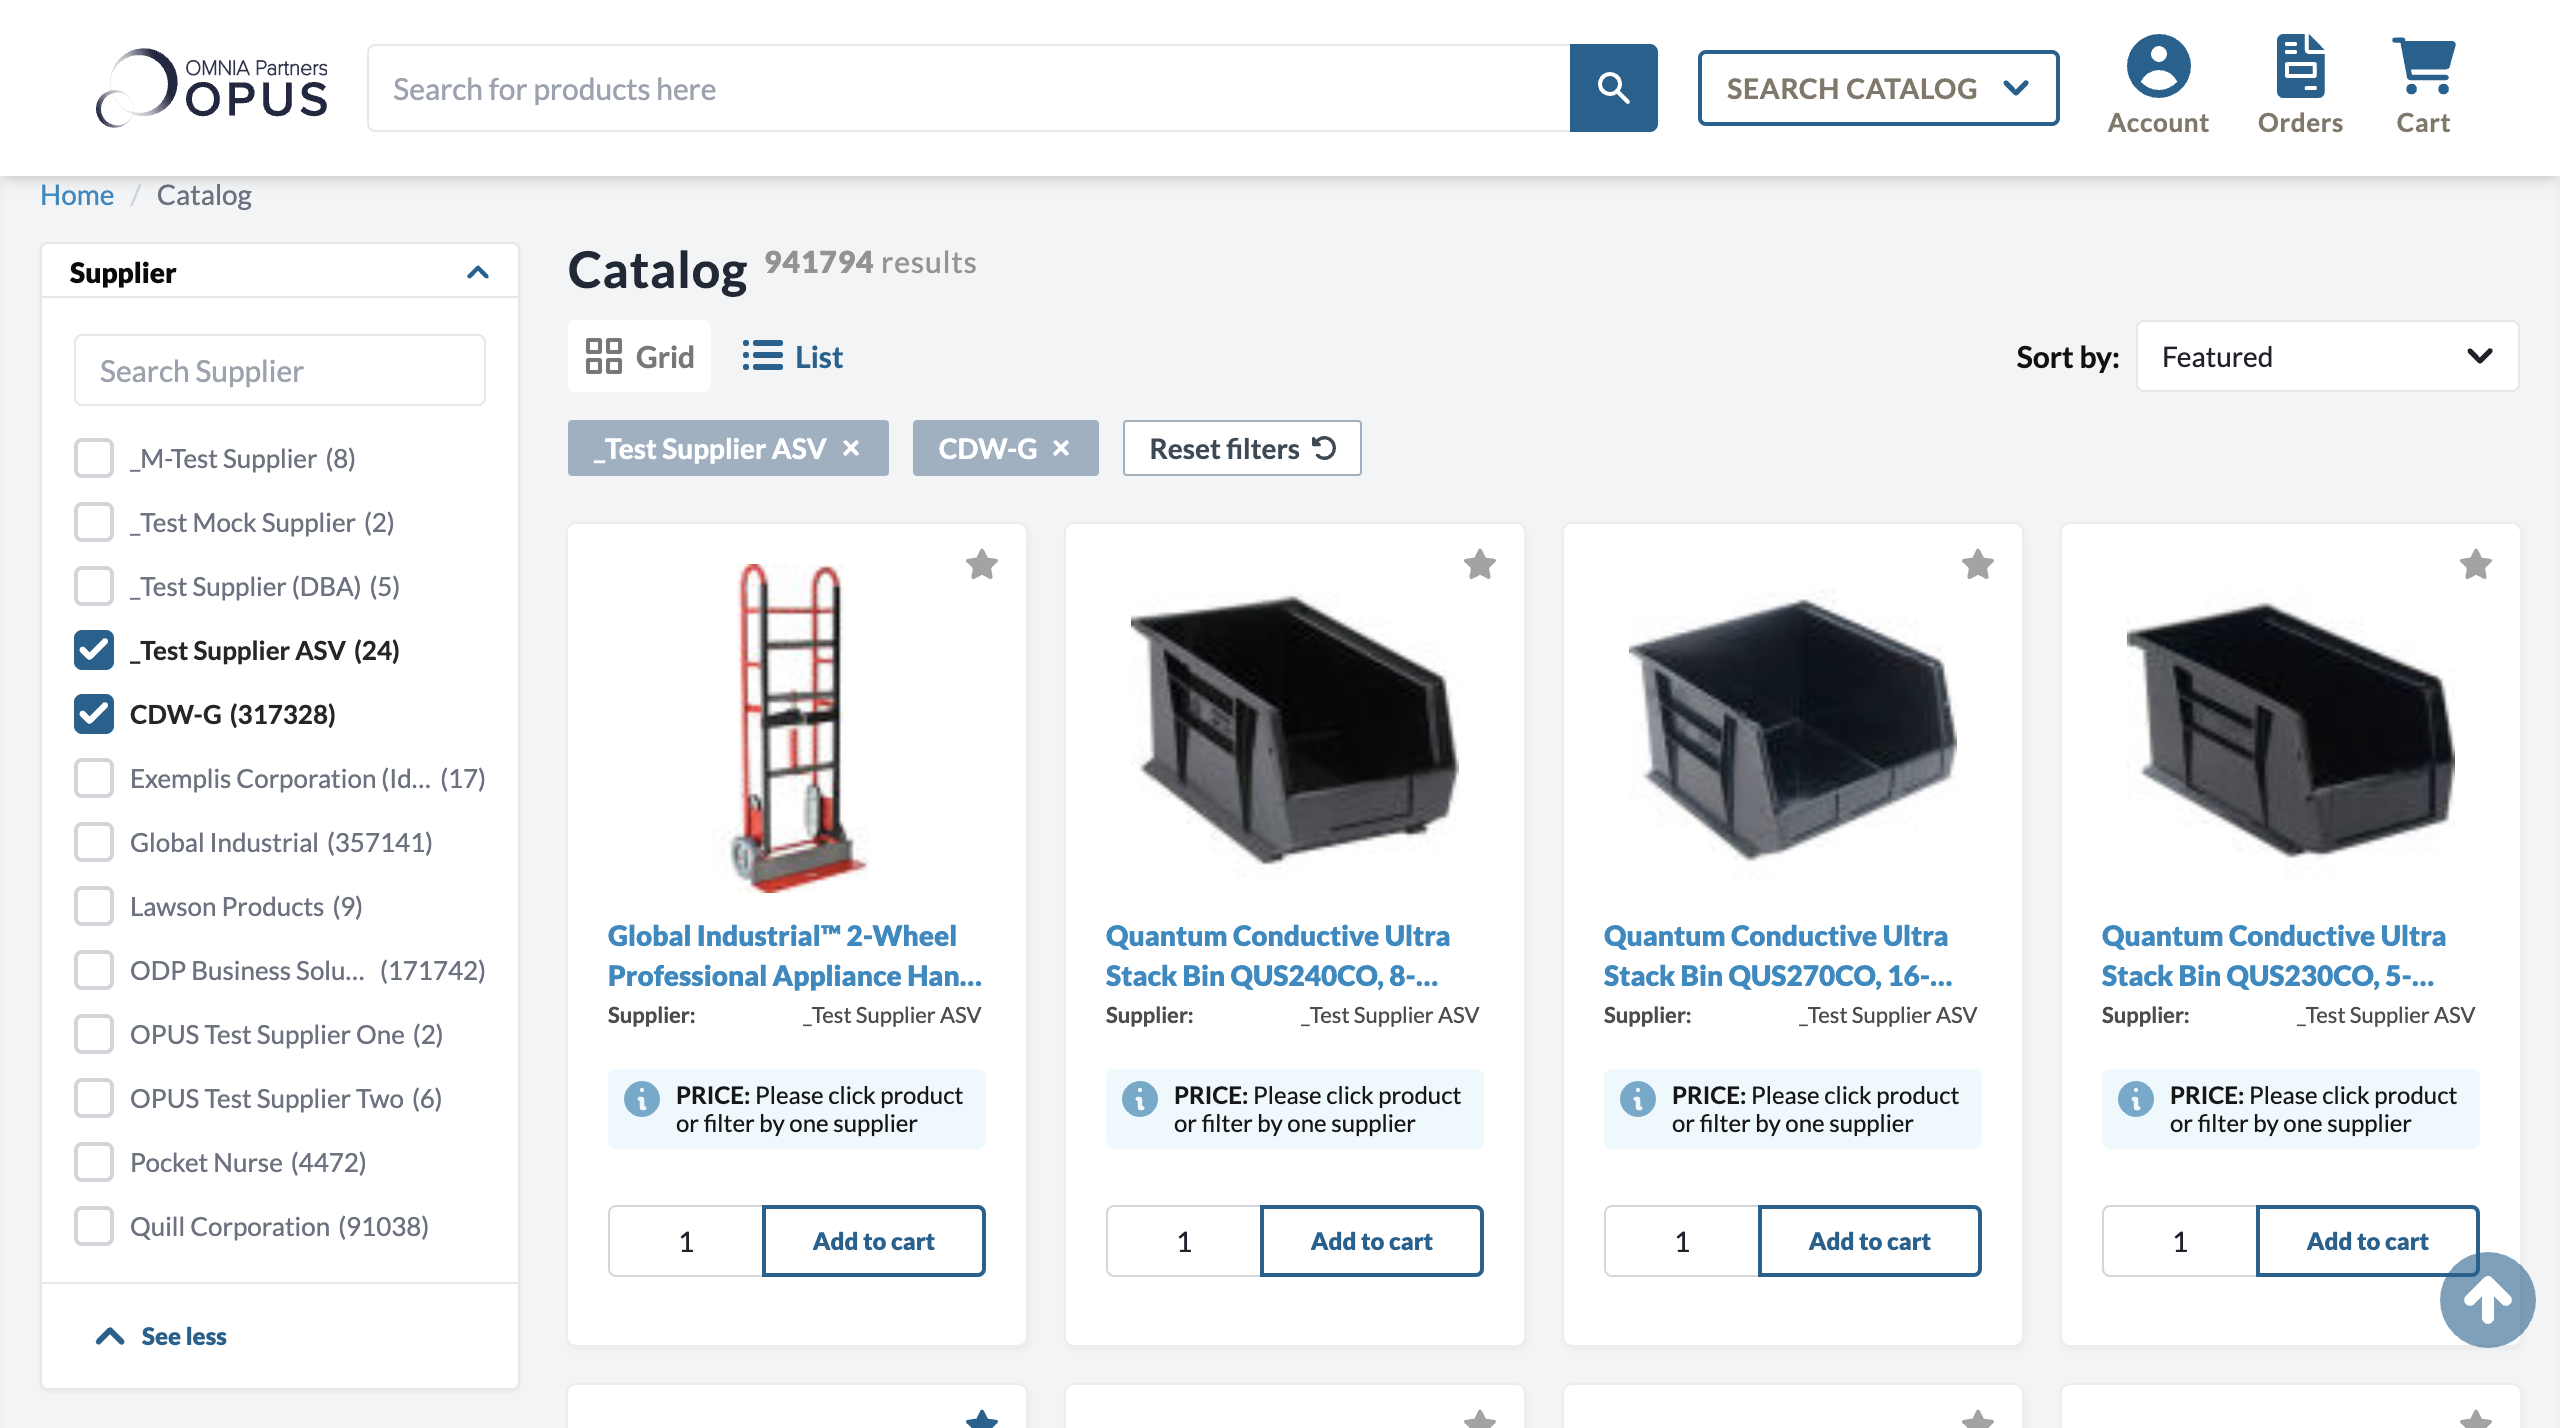 OMNIA Partners
OPUS
Search for products here
SEARCH CATALOG
Account
Orders
Cart
Home / Catalog
Supplier
Search Supplier
_M-Test Supplier (8)
_Test Mock Supplier (2)
_Test Supplier (DBA) (5)
_Test Supplier ASV (24)
CDW-G (317328)
Exemplis Corporation (Id... (17)
Global Industrial (357141)
Lawson Products (9)
ODP Business Solu... (171742)
OPUS Test Supplier One (2)
OPUS Test Supplier Two (6)
Pocket Nurse (4472)
Quill Corporation (91038)
See less
Catalog 941794 results
Grid
List
Sort by:
Featured
_Test Supplier ASV ×
CDW-G ×
Reset filters
Global Industrial™ 2-Wheel
Professional Appliance Han...
Supplier: _Test Supplier ASV
PRICE: Please click product
or filter by one supplier
1
Add to cart
Quantum Conductive Ultra
Stack Bin QUS240CO, 8-...
Supplier: _Test Supplier ASV
PRICE: Please click product
or filter by one supplier
1
Add to cart
Quantum Conductive Ultra
Stack Bin QUS270CO, 16-...
Supplier: _Test Supplier ASV
PRICE: Please click product
or filter by one supplier
1
Add to cart
Quantum Conductive Ultra
Stack Bin QUS230CO, 5-...
Supplier: _Test Supplier ASV
PRICE: Please click product
or filter by one supplier
1
Add to cart